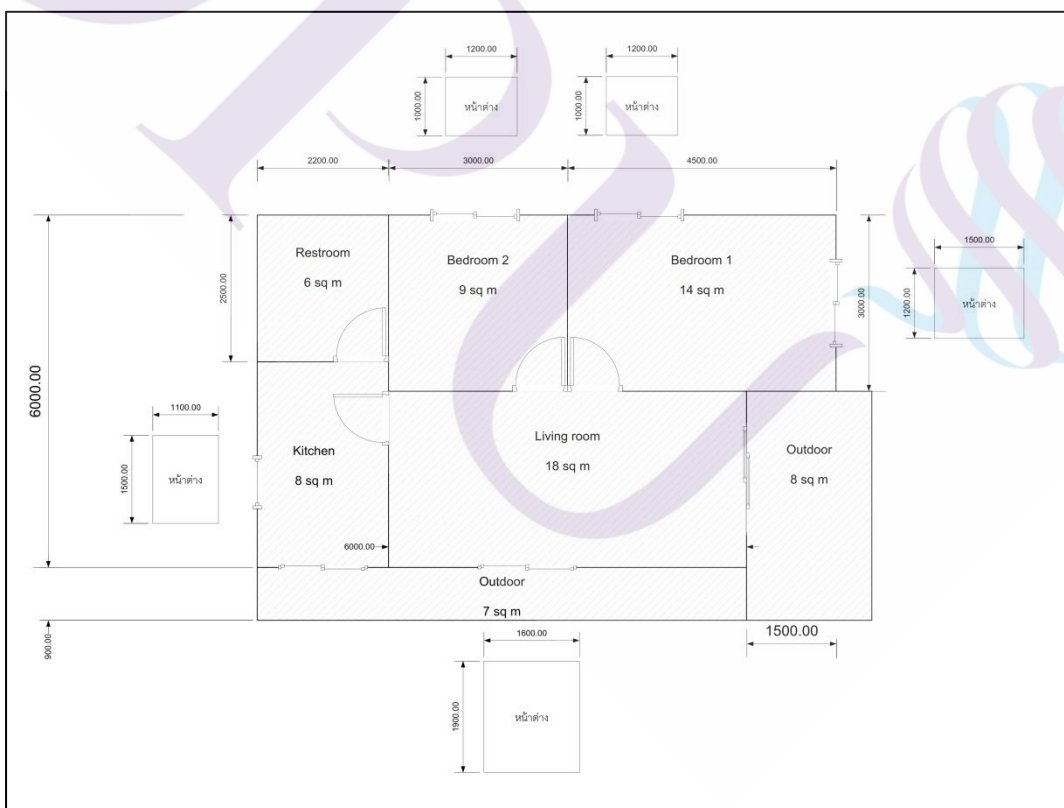 1200.00
1200.00
1000.00
หน้าต่าง
1000.00
หน้าต่าง
2200.00
3000.00
4500.00
Restroom
6 sq m
2500.00
Bedroom 2
9 sq m
Bedroom 1
14 sq m
3000.00
1500.00
1200.00
หน้าต่าง
6000.00
1100.00
1500.00
หน้าต่าง
Kitchen
8 sq m
Living room
18 sq m
Outdoor
8 sq m
6000.00
Outdoor
7 sq m
900.00
1500.00
1600.00
1900.00
หน้าต่าง